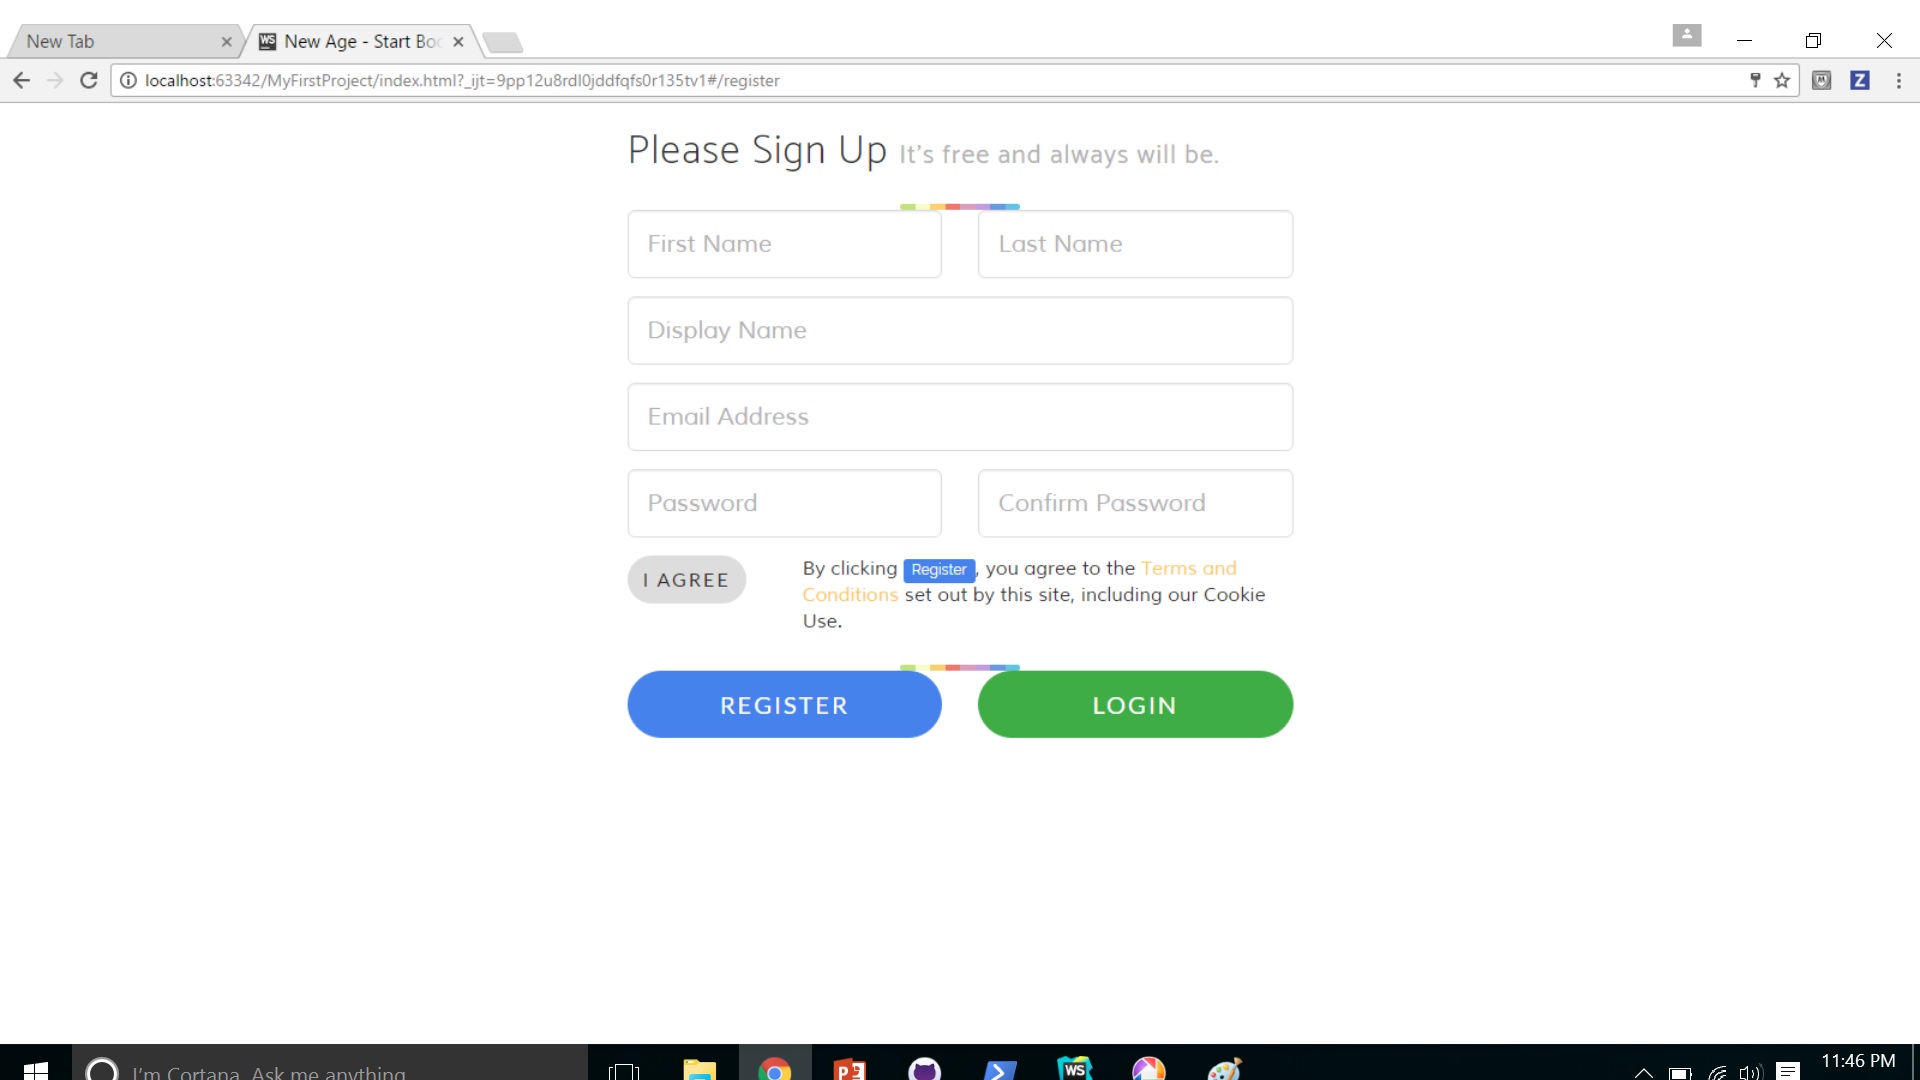 New Tab
WS New Age - Start Boo
localhost:63342/MyFirstProject/index.html?_ijt=9pp12u8rdl0jddfqfs0r135tv1#/register
Z
Please Sign Up It's free and always will be.
First Name
Last Name
Display Name
Email Address
Password
Confirm Password
I AGREE
By clicking Register, you agree to the Terms and
Conditions set out by this site, including our Cookie
Use.
REGISTER
LOGIN
I'm Cortana. Ask me anything.
WS
11:46 PM